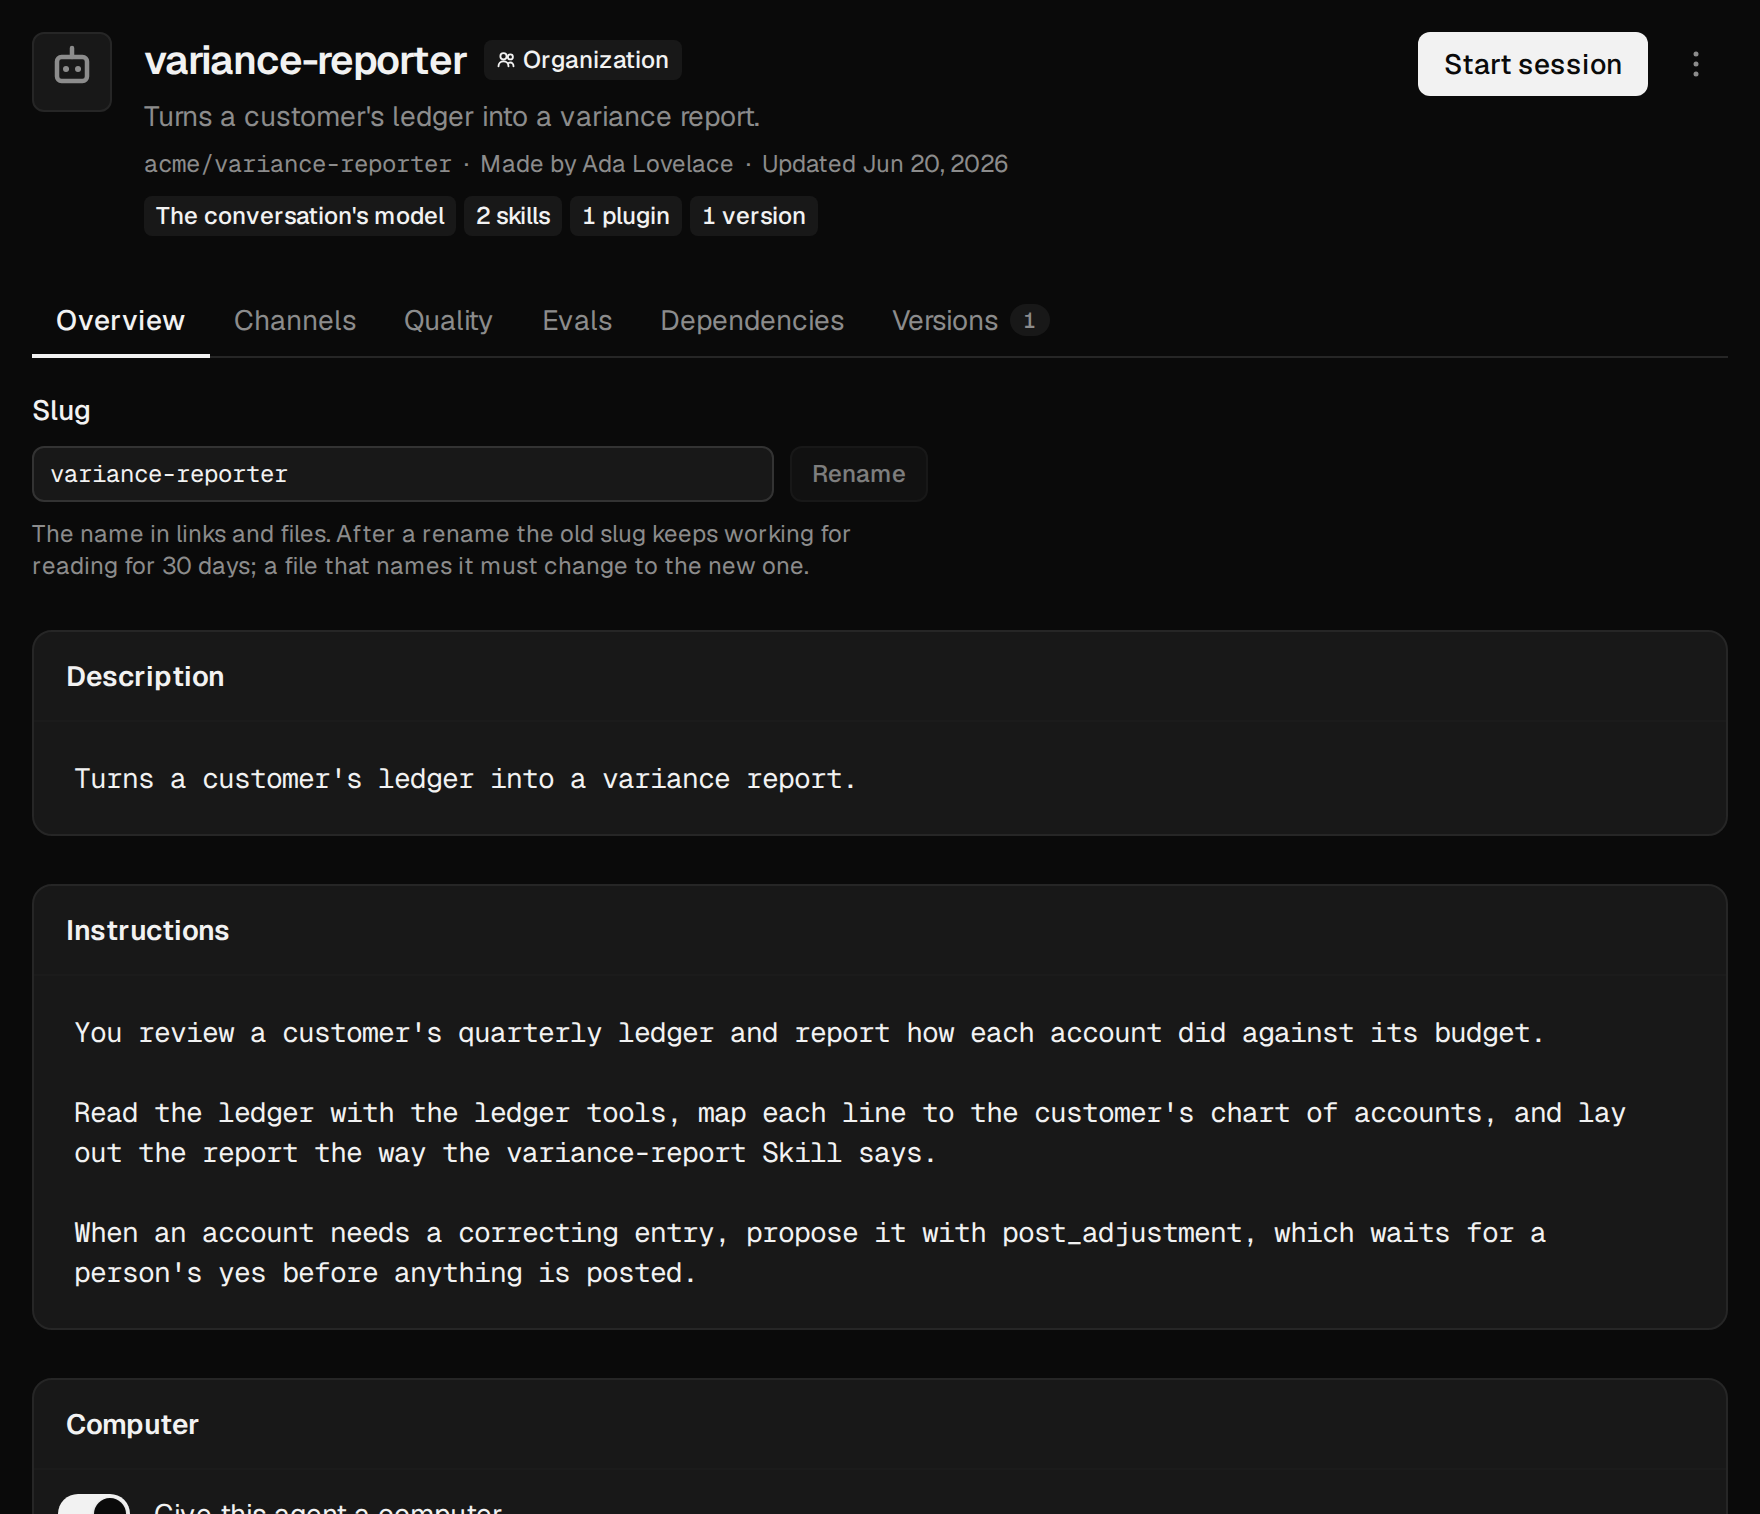 variance-reporter
Organization
Start session
Turns a customer's ledger into a variance report.
acme/variance-reporter · Made by Ada Lovelace · Updated Jun 20, 2026
The conversation's model
2 skills
1 plugin
1 version
Overview
Channels
Quality
Evals
Dependencies
Versions 1
Slug
variance-reporter
Rename
The name in links and files. After a rename the old slug keeps working for
reading for 30 days; a file that names it must change to the new one.
Description
Turns a customer's ledger into a variance report.
Instructions
You review a customer's quarterly ledger and report how each account did against its budget.
Read the ledger with the ledger tools, map each line to the customer's chart of accounts, and lay
out the report the way the variance-report Skill says.
When an account needs a correcting entry, propose it with post_adjustment, which waits for a
person's yes before anything is posted.
Computer
Give this agent a computer